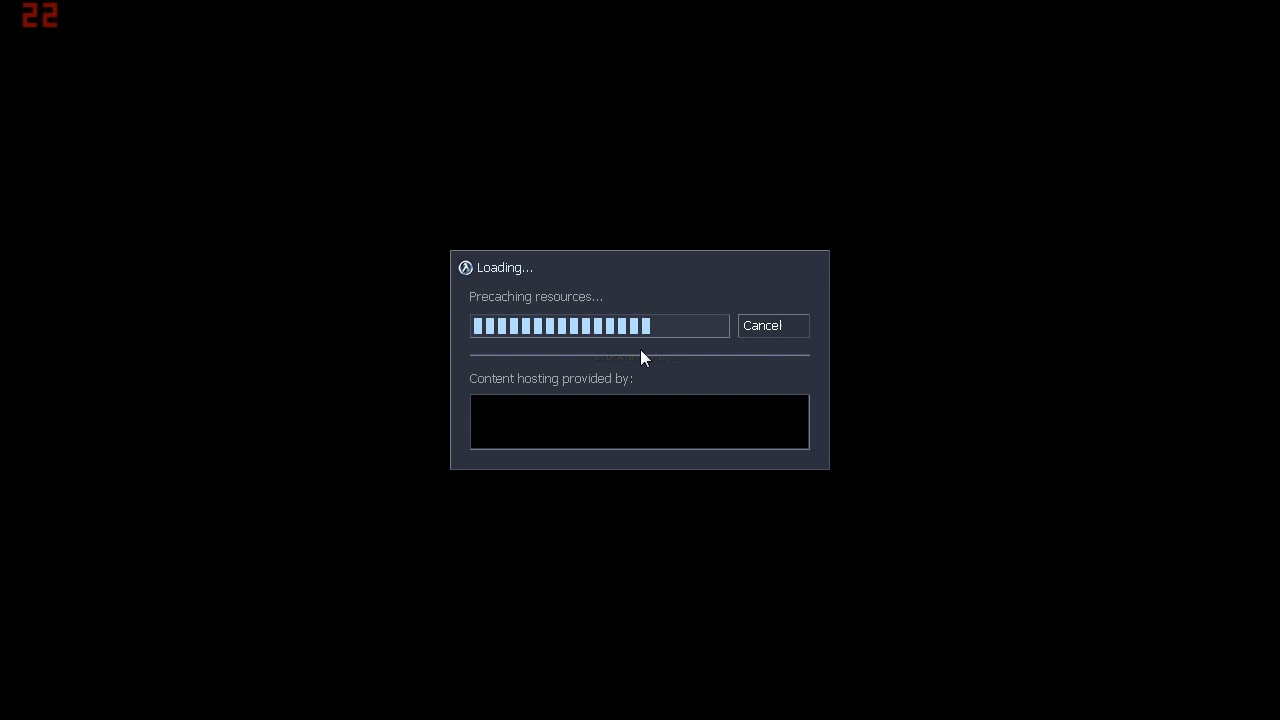 22
Loading...
Precaching resources...
Cancel
Content hosting provided by: